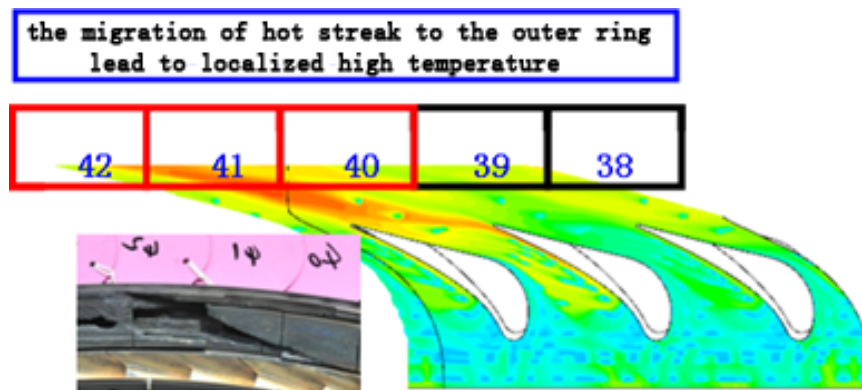 the migration of hot streak to the outer ring
lead to localized high temperature
42 41 40 39 38